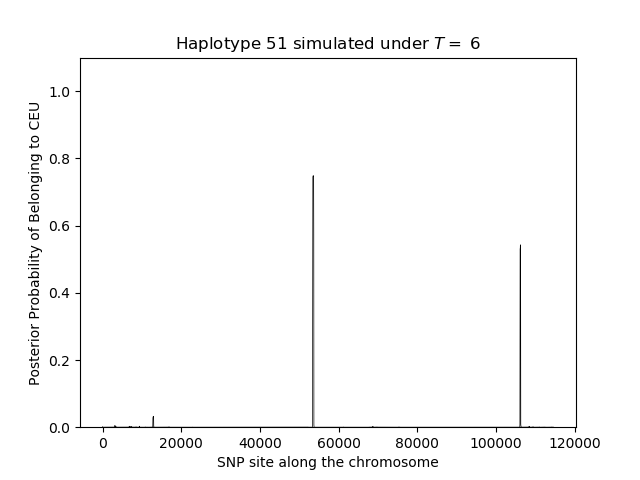 Haplotype 51 simulated under T = 6
Posterior Probability of Belonging to CEU
1.0
0.8
0.6
0.4
0.2
0.0
0 20000 40000 60000 80000 100000 120000
SNP site along the chromosome